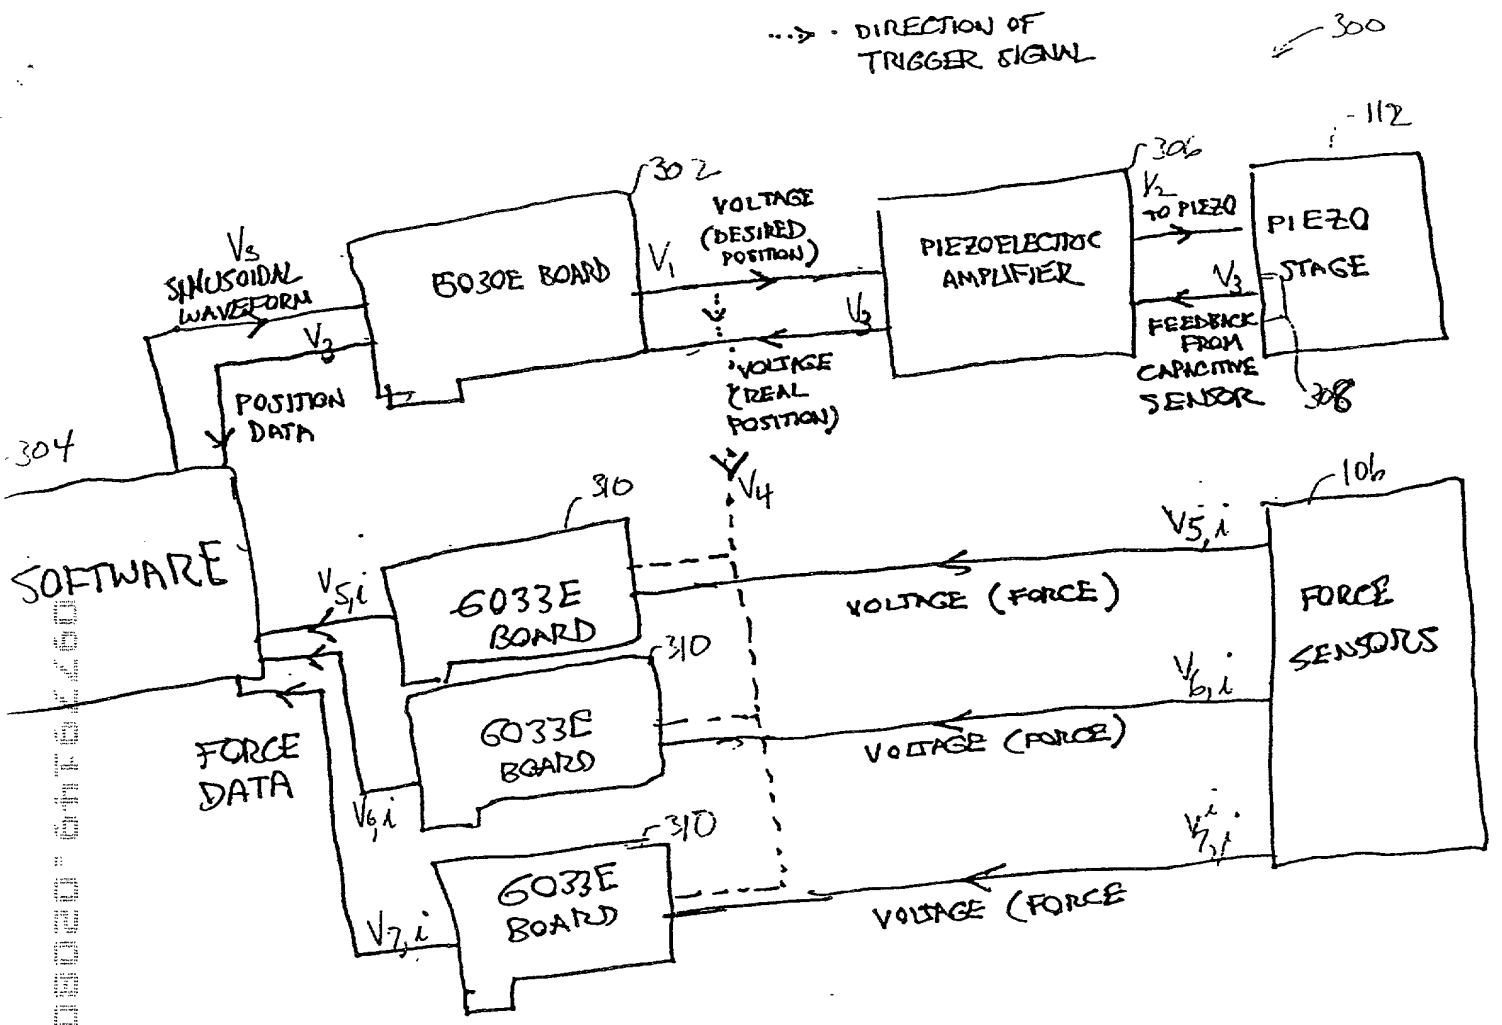 DIRECTION OF
TRIGGER SIGNAL
300
112
302
306
V3
SINUSOIDAL
WAVEFORM
5030E BOARD
V1
VOLTAGE
(DESIRED
POSITION)
PIEZOELECTRIC
AMPLIFIER
V2
TO PIEZO
PIEZO
STAGE
V3
V3
V3
FEEDBACK
FROM
CAPACITIVE
SENSOR
308
POSITION
DATA
VOLTAGE
(REAL
POSITION)
304
SOFTWARE
310
V4
106
V5,i
6033E
BOARD
V5,i
VOLTAGE (FORCE)
FORCE
SENSORS
310
V6,i
6033E
BOARD
VOLTAGE (FORCE)
FORCE
DATA
V6,i
310
V7,i
6033E
BOARD
V7,i
VOLTAGE (FORCE